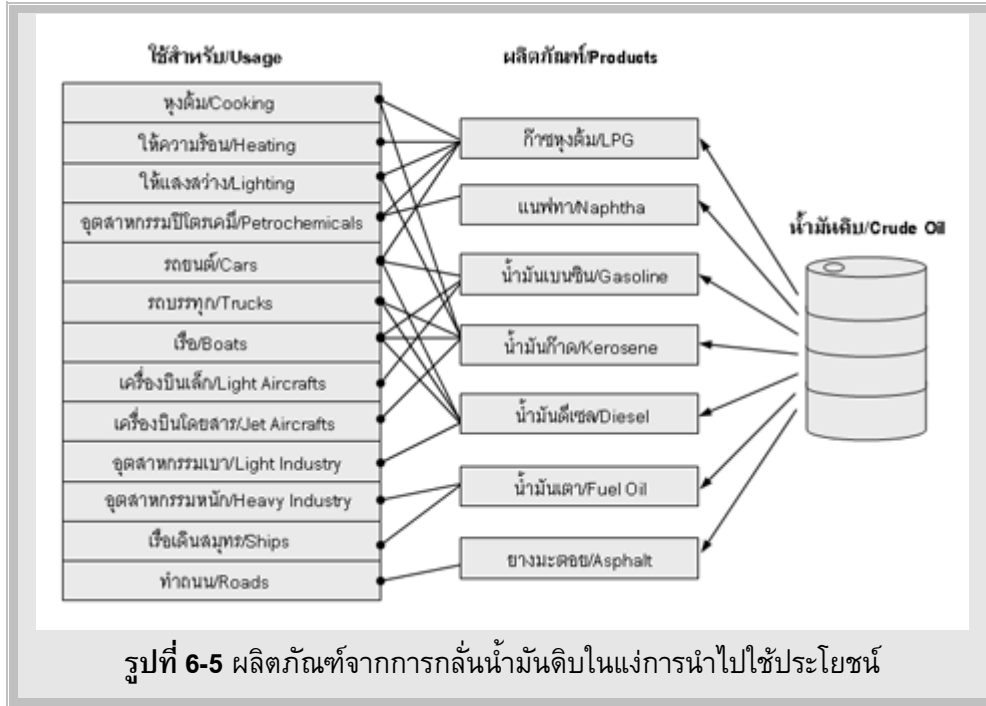 ใช้สำหรับ/Usage
ผลิตภัณฑ์/Products
หุงต้ม/Cooking
ให้ความร้อน/Heating
ให้แสงสว่าง/Lighting
อุตสาหกรรมปิโตรเคมี/Petrochemicals
รถยนต์/Cars
รถบรรทุก/Trucks
เรือ/Boats
เครื่องบินเล็ก/Light Aircrafts
เครื่องบินโดยสาร/Jet Aircrafts
อุตสาหกรรมเบา/Light Industry
อุตสาหกรรมหนัก/Heavy Industry
เรือเดินสมุทร/Ships
ทำถนน/Roads
ก๊าซหุงต้ม/LPG
แนฟทา/Naphtha
น้ำมันเบนซิน/Gasoline
น้ำมันก๊าด/Kerosene
น้ำมันดีเซล/Diesel
น้ำมันเตา/Fuel Oil
ยางมะตอย/Asphalt
น้ำมันดิบ/Crude Oil
รูปที่ 6-5 ผลิตภัณฑ์จากการกลั่นน้ำมันดิบในแง่การนำไปใช้ประโยชน์